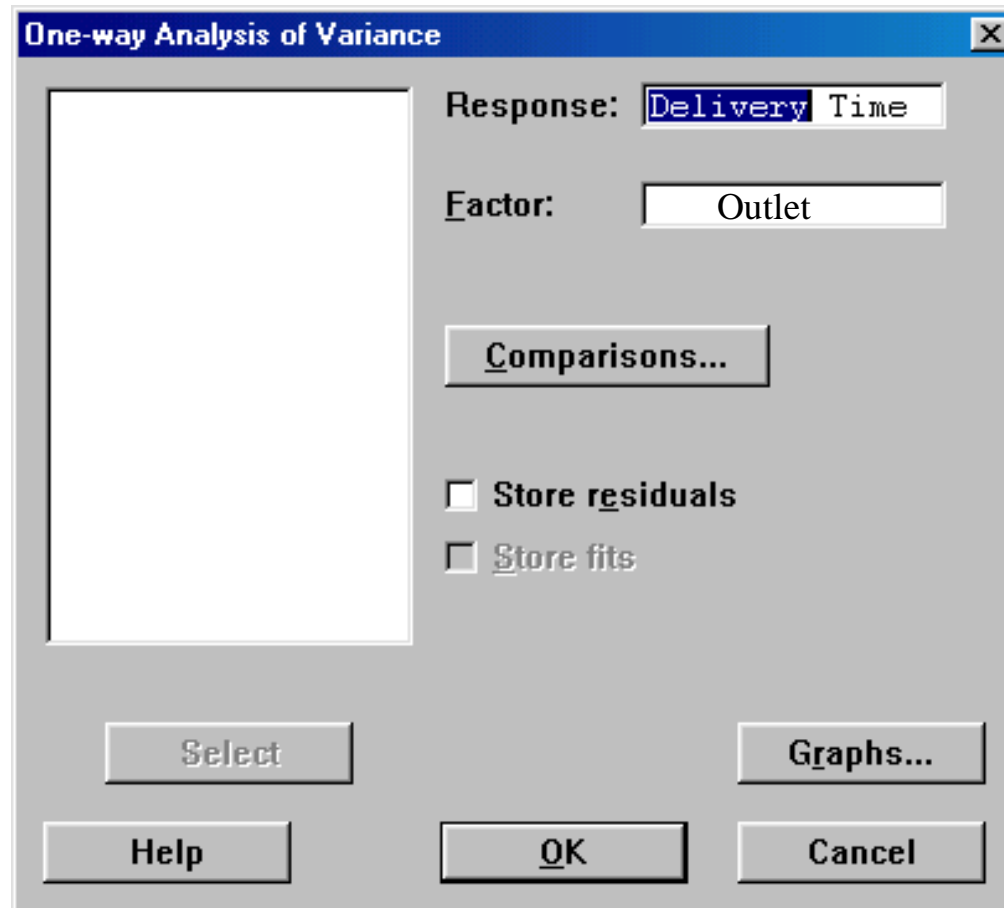 One-way Analysis of Variance
Response: Delivery Time
Factor: Outlet
Comparisons...
Store residuals
Store fits
Select
Graphs...
Help
OK
Cancel